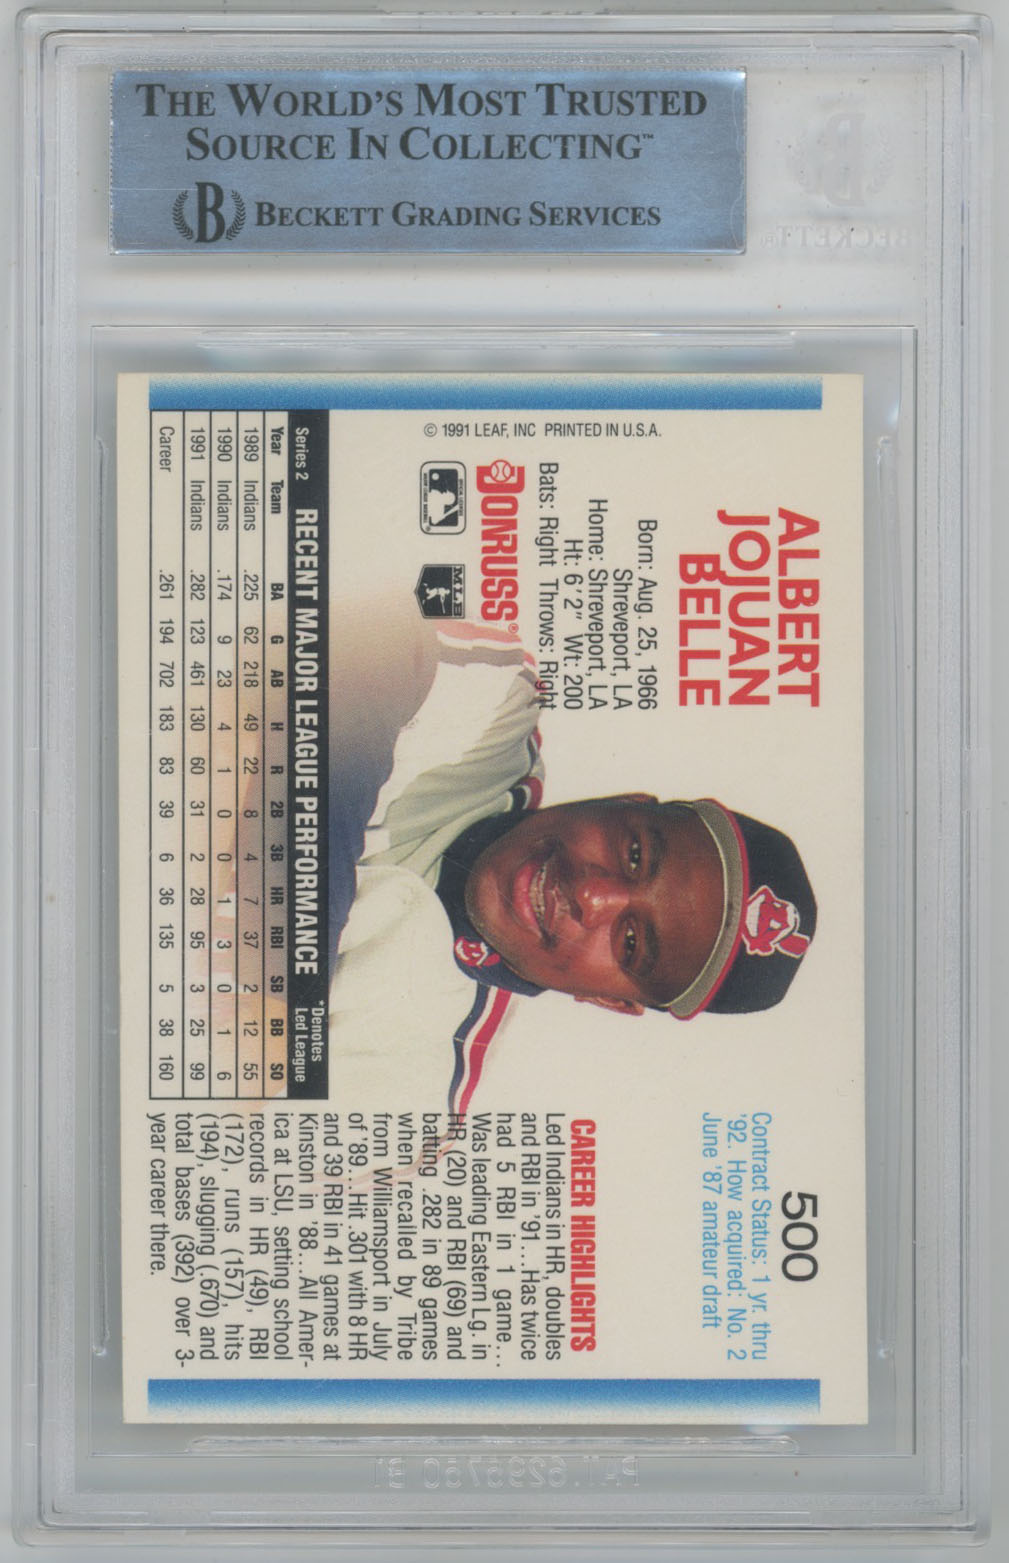 THE WORLD'S MOST TRUSTED
SOURCE IN COLLECTING™
B BECKETT GRADING SERVICES
B
BECKETT®
500
ALBERT
JOJUAN
BELLE
Contract Status: 1 yr. thru
'92. How acquired: No. 2
June '87 amateur draft
Born: Aug. 25, 1966
Shreveport, LA
Home: Shreveport, LA
Ht: 6'2" Wt: 200
Bats: Right Throws: Right
DONRUSS®
MLB
© 1991 LEAF, INC PRINTED IN U.S.A.
CAREER HIGHLIGHTS
Led Indians in HR, doubles
and RBI in '91...Has twice
had 5 RBI in 1 game...
Was leading Eastern Lg. in
HR (20) and RBI (69) and
batting .282 in 89 games
when recalled by Tribe
from Williamsport in July
of '89...Hit .301 with 8 HR
and 39 RBI in 41 games at
Kinston in '88...All Amer-
ica at LSU, setting school
records in HR (49), RBI
(172), runs (157), hits
(194), slugging (.670) and
total bases (392) over 3-
year career there.
Series 2 RECENT MAJOR LEAGUE PERFORMANCE *Denotes Led League
Year Team BA G AB H R 2B 3B HR RBI SB BB SO
1989 Indians .225 62 218 49 22 8 4 7 37 2 12 55
1990 Indians .174 9 23 4 1 0 0 1 3 0 1 6
1991 Indians .282 123 461 130 60 31 2 28 95 3 25 99
Career .261 194 702 183 83 39 6 36 135 5 38 160